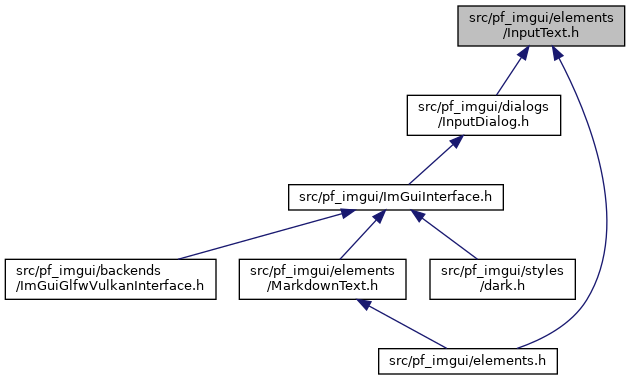 src/pf_imgui/elements
/InputText.h
src/pf_imgui/dialogs
/InputDialog.h
src/pf_imgui/ImGuiInterface.h
src/pf_imgui/backends
/ImGuiGlfwVulkanInterface.h
src/pf_imgui/elements
/MarkdownText.h
src/pf_imgui/styles
/dark.h
src/pf_imgui/elements.h